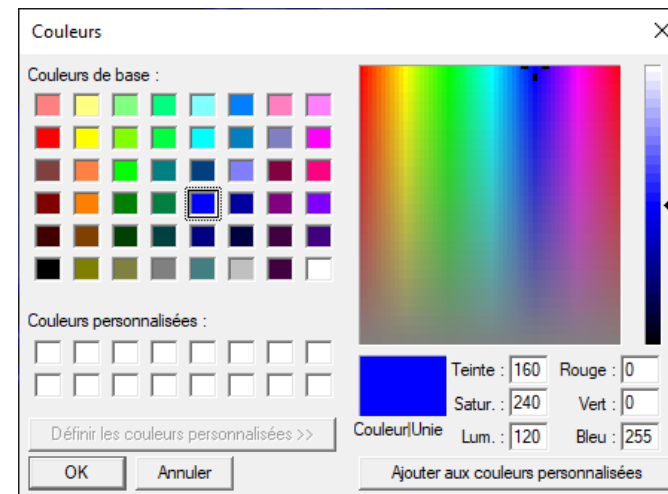 Couleurs
Couleurs de base :
Couleurs personnalisées :
Définir les couleurs personnalisées >>
OK Annuler
Couleur|Unie
Teinte : 160 Rouge : 0
Satur. : 240 Vert : 0
Lum. : 120 Bleu : 255
Ajouter aux couleurs personnalisées